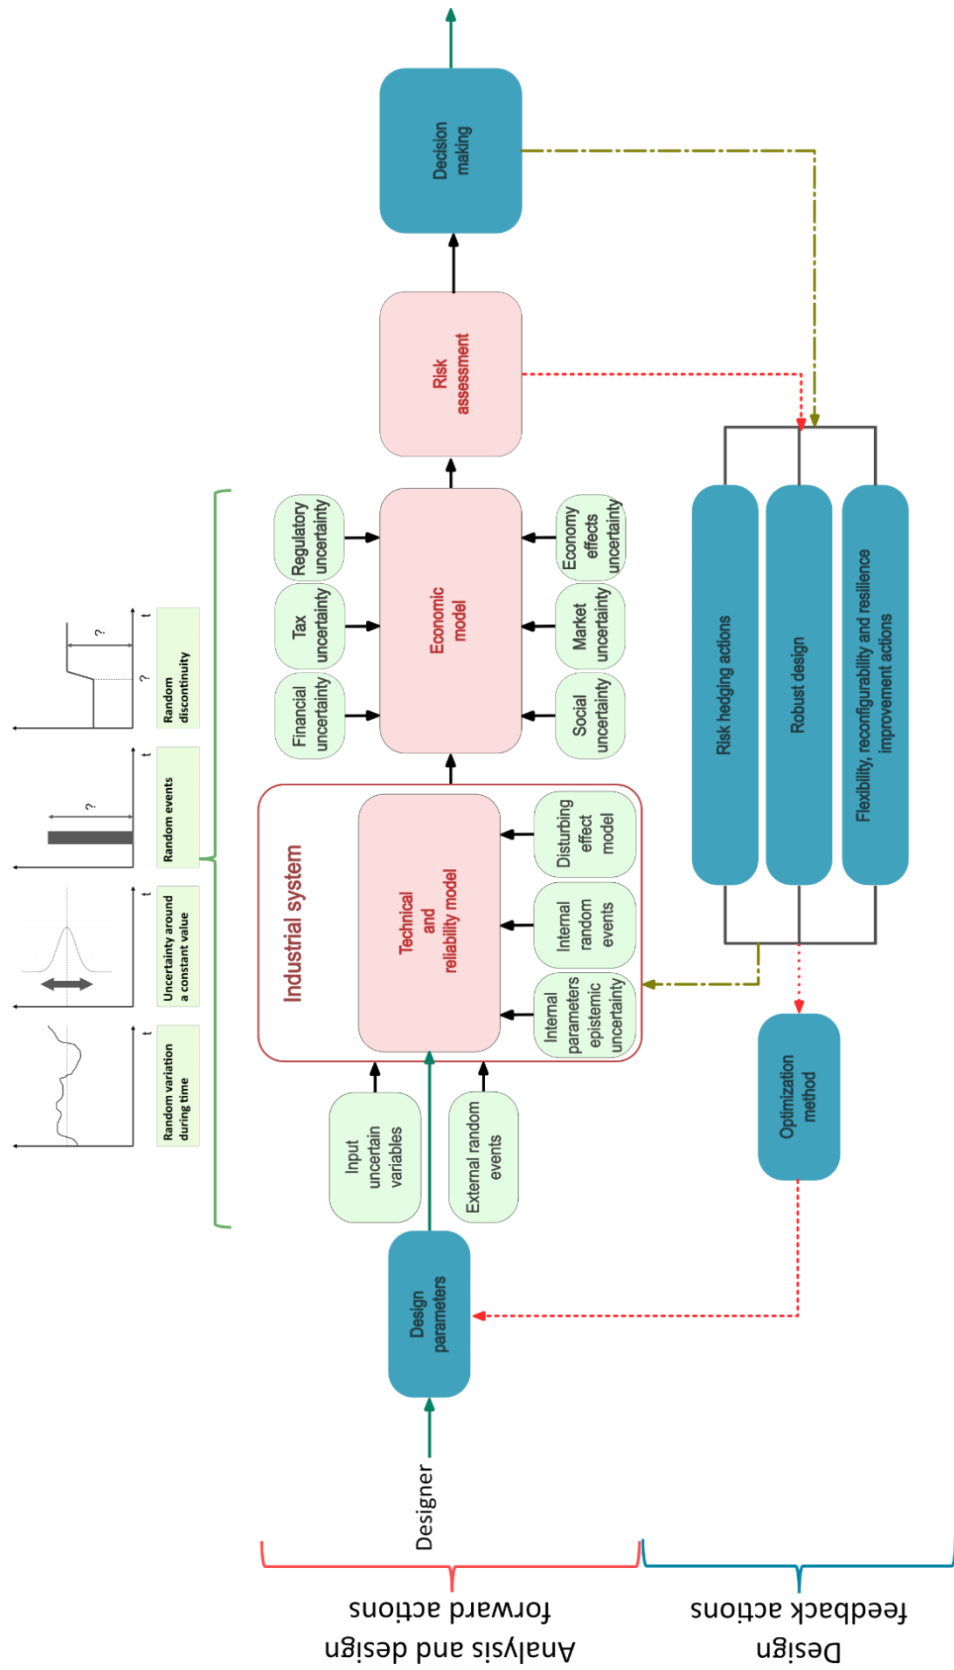 t
?
?
Random
discontinuity
t
?
Random events
t
Uncertainty around
a constant value
t
Random variation
during time
Industrial system
Technical
and
reliability model
Internal
parameters
epistemic
uncertainty
Internal
random
events
Disturbing
effect
model
Input
uncertain
variables
External random
events
Designer
Design
parameters
Financial
uncertainty
Tax
uncertainty
Regulatory
uncertainty
Economic
model
Social
uncertainty
Market
uncertainty
Economy
effects
uncertainty
Risk
assessment
Decision
making
Risk hedging actions
Robust design
Flexibility, reconfigurability and resilience
improvement actions
Optimization
method
Analysis and design
forward actions
Design
feedback actions